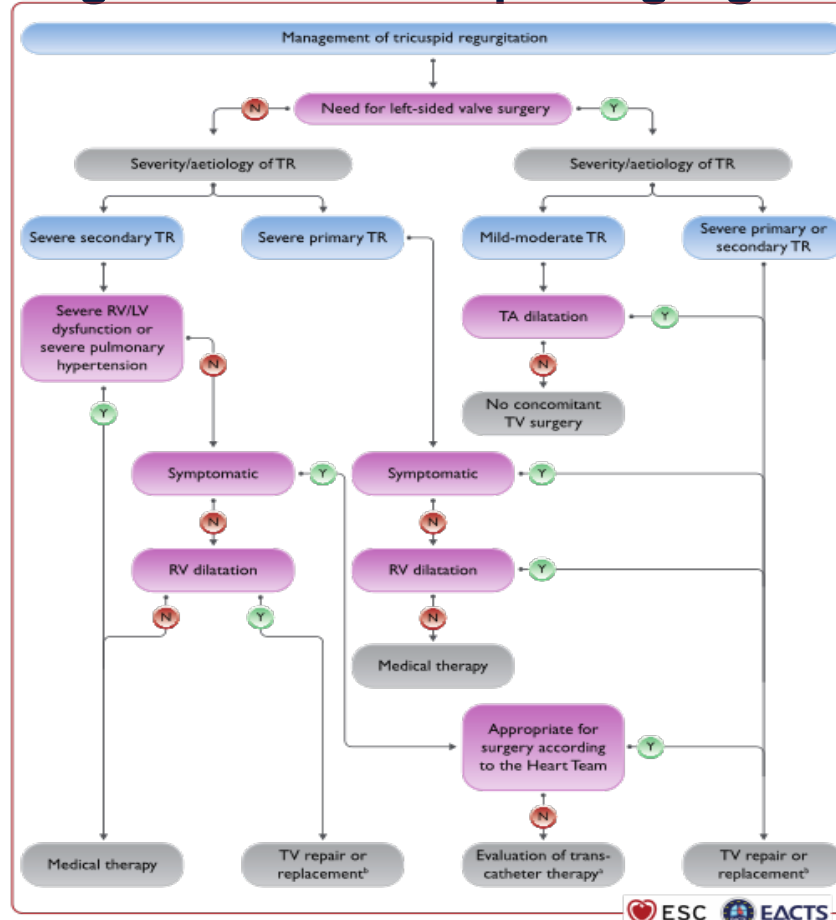 Management of tricuspid regurgitation
Need for left-sided valve surgery
N
Y
Severity/aetiology of TR
Severity/aetiology of TR
Severe secondary TR
Severe primary TR
Mild-moderate TR
Severe primary or
secondary TR
Severe RV/LV
dysfunction or
severe pulmonary
hypertension
TA dilatation
Y
N
N
No concomitant
TV surgery
Y
Symptomatic
Y
Symptomatic
Y
N
N
RV dilatation
RV dilatation
Y
N
Y
N
Medical therapy
Appropriate for
surgery according
to the Heart Team
Y
N
Medical therapy
TV repair or
replacementᵇ
Evaluation of trans-
catheter therapyᵃ
TV repair or
replacementᵇ
ESC
EACTS